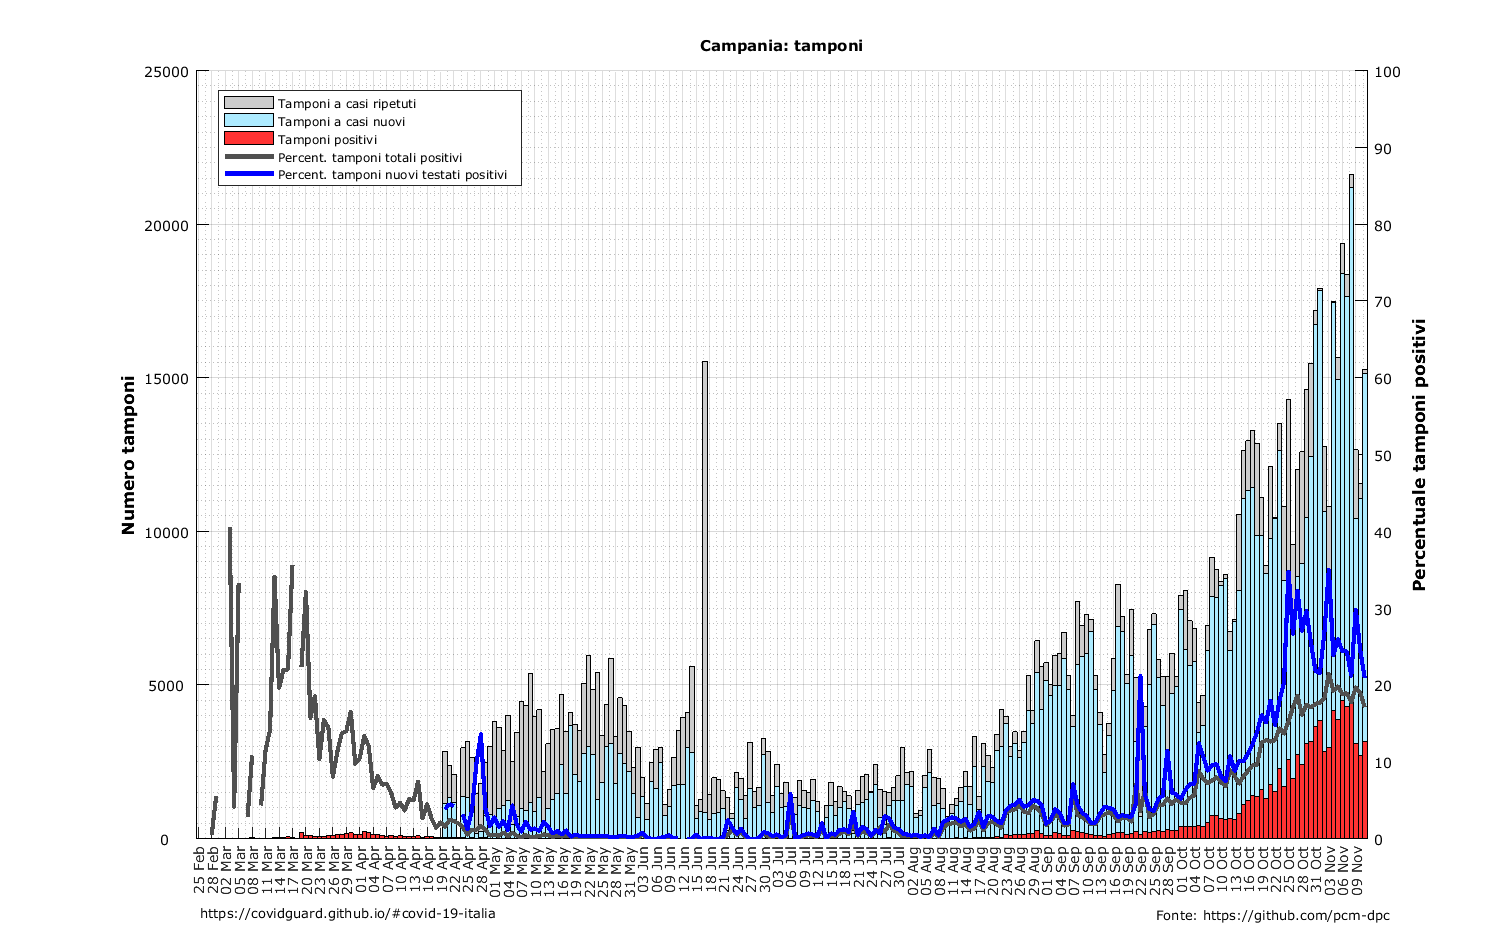 Campania: tamponi
25000
20000
15000
10000
5000
0
Numero tamponi
Tamponi a casi ripetuti
Tamponi a casi nuovi
Tamponi positivi
Percent. tamponi totali positivi
Percent. tamponi nuovi testati positivi
100
90
80
70
60
50
40
30
20
10
0
Percentuale tamponi positivi
25 Feb
28 Feb
02 Mar
05 Mar
08 Mar
11 Mar
14 Mar
17 Mar
20 Mar
23 Mar
26 Mar
29 Mar
01 Apr
04 Apr
07 Apr
10 Apr
13 Apr
16 Apr
19 Apr
22 Apr
25 Apr
28 Apr
01 May
04 May
07 May
10 May
13 May
16 May
19 May
22 May
25 May
28 May
31 May
03 Jun
06 Jun
09 Jun
12 Jun
15 Jun
18 Jun
21 Jun
24 Jun
27 Jun
30 Jun
03 Jul
06 Jul
09 Jul
12 Jul
15 Jul
18 Jul
21 Jul
24 Jul
27 Jul
30 Jul
02 Aug
05 Aug
08 Aug
11 Aug
14 Aug
17 Aug
20 Aug
23 Aug
26 Aug
29 Aug
01 Sep
04 Sep
07 Sep
10 Sep
13 Sep
16 Sep
19 Sep
22 Sep
25 Sep
28 Sep
01 Oct
04 Oct
07 Oct
10 Oct
13 Oct
16 Oct
19 Oct
22 Oct
25 Oct
28 Oct
31 Oct
03 Nov
06 Nov
09 Nov
https://covidguard.github.io/#covid-19-italia
Fonte: https://github.com/pcm-dpc